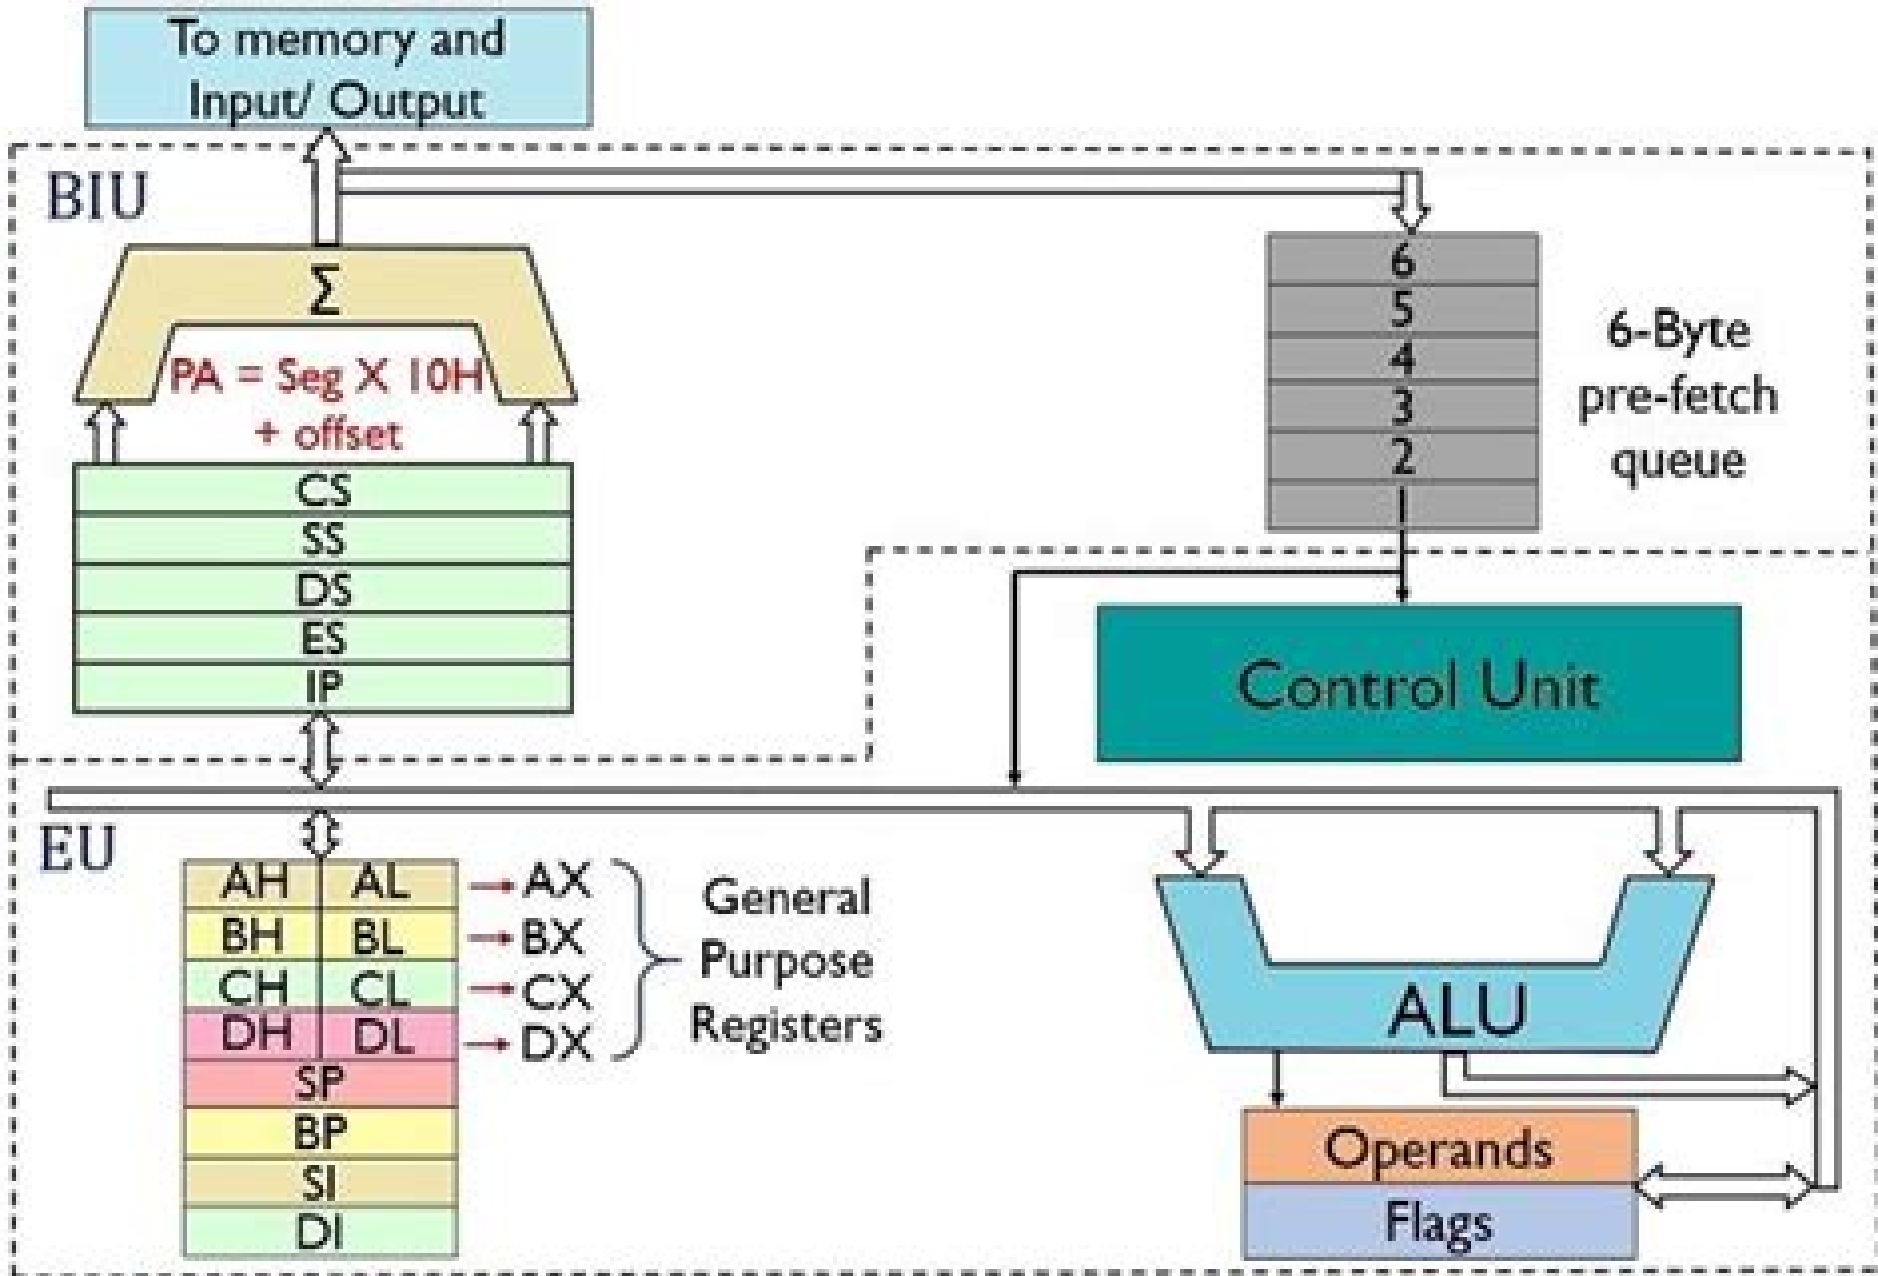 To memory and
Input/ Output
BIU
Σ
PA = Seg X 10H
+ offset
CS
SS
DS
ES
IP
6
5
4
3
2
1
6-Byte
pre-fetch
queue
Control Unit
EU
AH AL → AX
BH BL → BX
CH CL → CX
DH DL → DX
SP
BP
SI
DI
General
Purpose
Registers
ALU
Operands
Flags